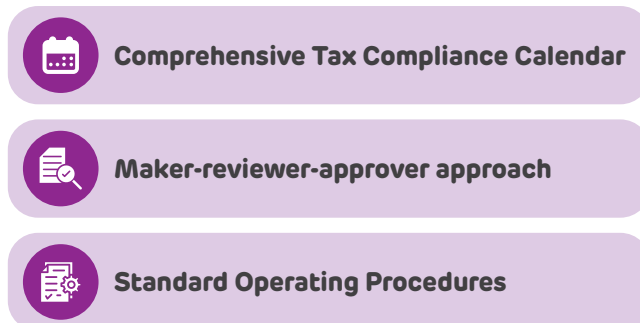 Comprehensive Tax Compliance Calendar
Maker-reviewer-approver approach
Standard Operating Procedures